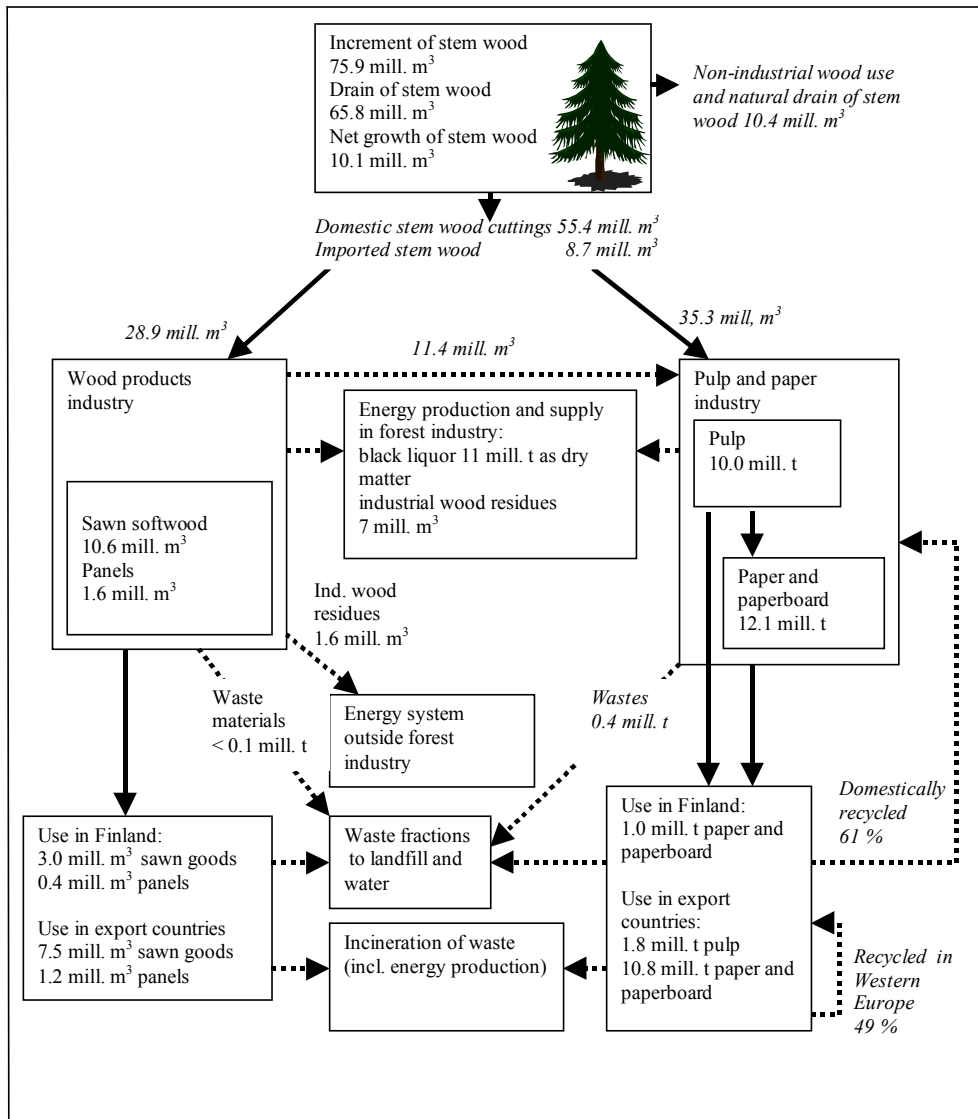 Increment of stem wood
75.9 mill. m³
Drain of stem wood
65.8 mill. m³
Net growth of stem wood
10.1 mill. m³
Non-industrial wood use
and natural drain of stem
wood 10.4 mill. m³
Domestic stem wood cuttings 55.4 mill. m³
Imported stem wood 8.7 mill. m³
28.9 mill. m³
35.3 mill, m³
11.4 mill. m³
Wood products
industry
Sawn softwood
10.6 mill. m³
Panels
1.6 mill. m³
Energy production and supply
in forest industry:
black liquor 11 mill. t as dry
matter
industrial wood residues
7 mill. m³
Pulp and paper
industry
Pulp
10.0 mill. t
Paper and
paperboard
12.1 mill. t
Ind. wood
residues
1.6 mill. m³
Waste
materials
< 0.1 mill. t
Energy system
outside forest
industry
Wastes
0.4 mill. t
Domestically
recycled
61 %
Use in Finland:
3.0 mill. m³ sawn goods
0.4 mill. m³ panels
Use in export countries
7.5 mill. m³ sawn goods
1.2 mill. m³ panels
Waste fractions
to landfill and
water
Incineration of waste
(incl. energy production)
Use in Finland:
1.0 mill. t paper and
paperboard
Use in export
countries:
1.8 mill. t pulp
10.8 mill. t paper and
paperboard
Recycled in
Western
Europe
49 %